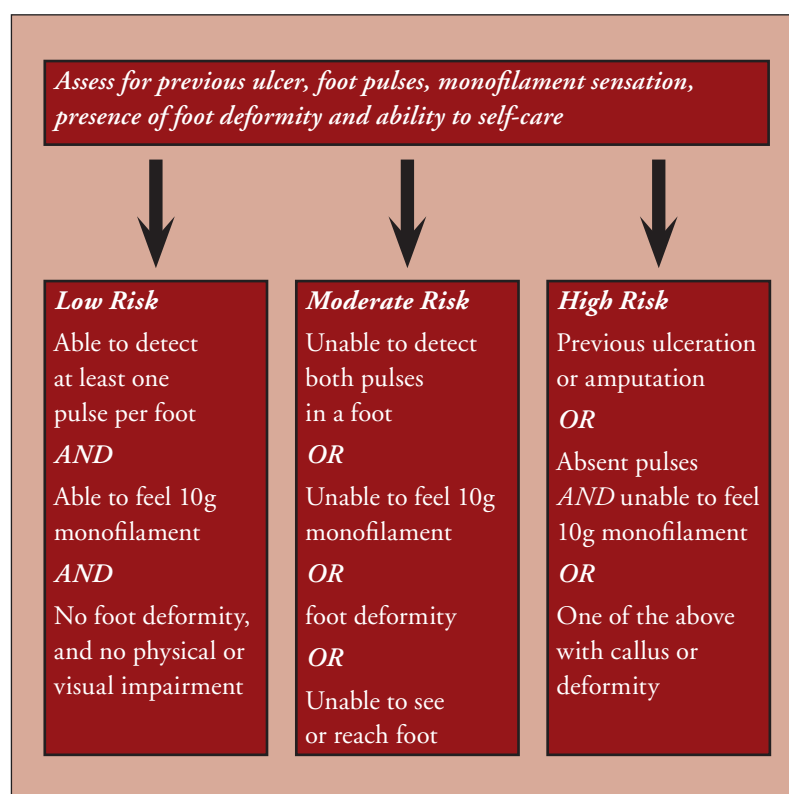 Assess for previous ulcer, foot pulses, monofilament sensation,
presence of foot deformity and ability to self-care
Low Risk
Able to detect
at least one
pulse per foot
AND
Able to feel 10g
monofilament
AND
No foot deformity,
and no physical or
visual impairment
Moderate Risk
Unable to detect
both pulses
in a foot
OR
Unable to feel 10g
monofilament
OR
foot deformity
OR
Unable to see
or reach foot
High Risk
Previous ulceration
or amputation
OR
Absent pulses
AND unable to feel
10g monofilament
OR
One of the above
with callus or
deformity